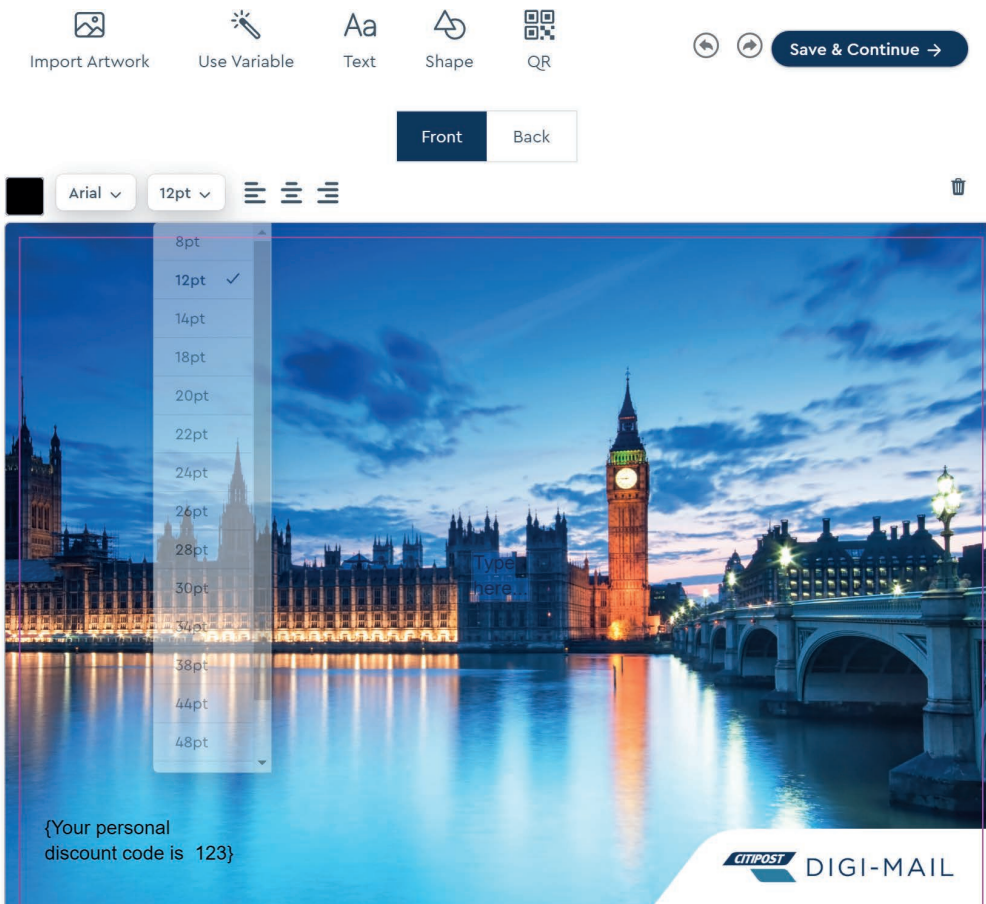 Import Artwork
Use Variable
Aa
Text
Shape
QR
Save & Continue →
Front
Back
Arial
12pt
8pt
12pt
14pt
18pt
20pt
22pt
24pt
26pt
28pt
30pt
34pt
38pt
44pt
48pt
Type
here...
{Your personal
discount code is 123}
CITIPOST DIGI-MAIL